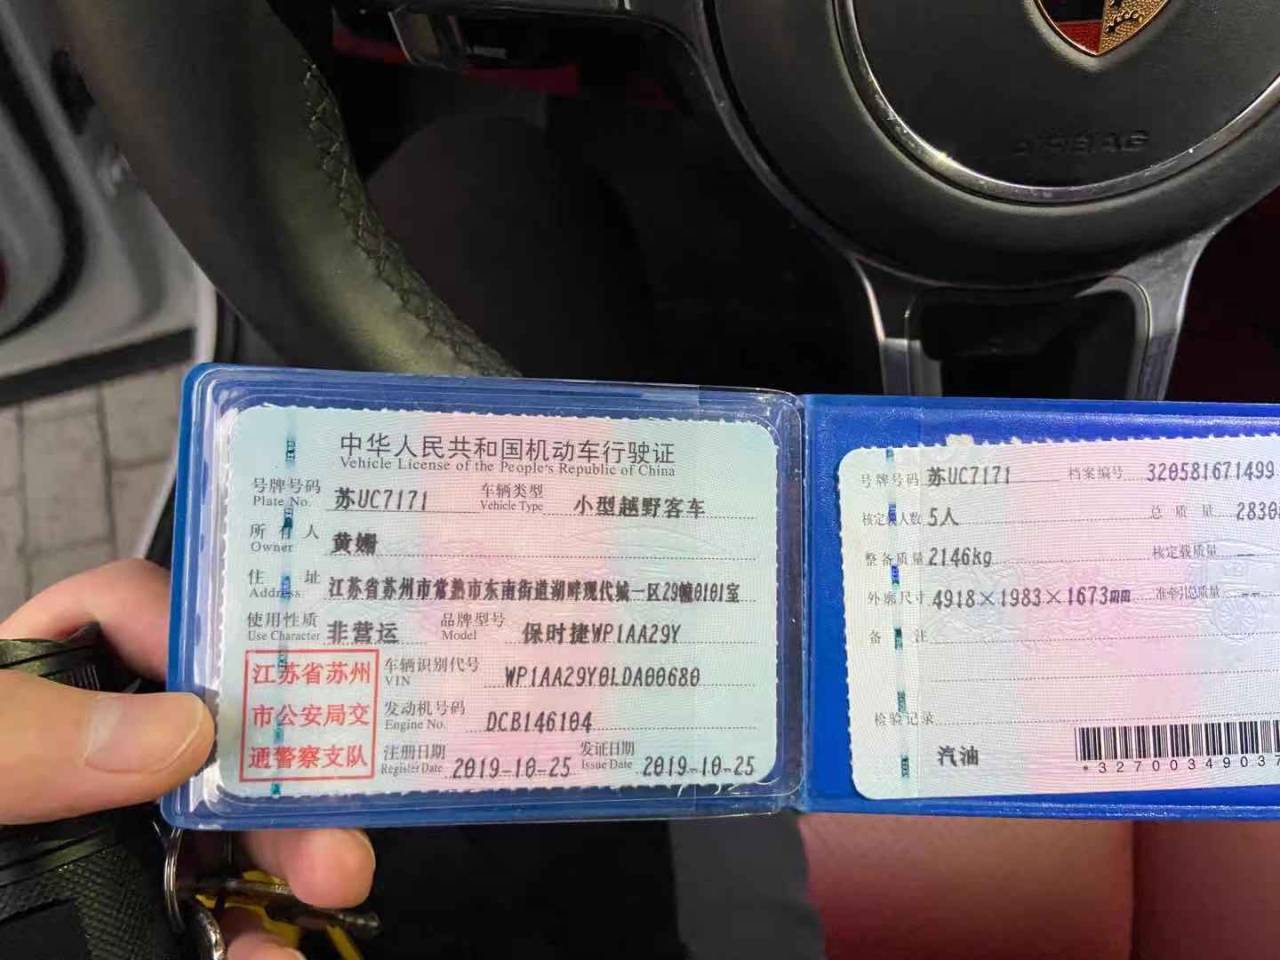 AIRBAG
中华人民共和国机动车行驶证
Vehicle License of the People's Republic of China
号牌号码 苏UC7171 车辆类型 小型越野客车
Plate No. Vehicle Type
所有人 黄媚
Owner
住址 江苏省苏州市常熟市东南街道湖畔现代城一区29幢0101室
Address
使用性质 非营运 品牌型号 保时捷WP1AA29Y
Use Character Model
江苏省苏州
市公安局交
通警察支队
车辆识别代号 WP1AA29Y0LDA00680
VIN
发动机号码 DCB146104
Engine No.
注册日期 2019-10-25 发证日期 2019-10-25
Register Date Issue Date
号牌号码 苏UC7171 档案编号 320581671499
核定人数 5人 总质量 2830
整备质量 2146kg 核定载质量 --
外廓尺寸 4918×1983×1673mm 准牵引总质量 --
备注
检验记录
汽油
*32700349037